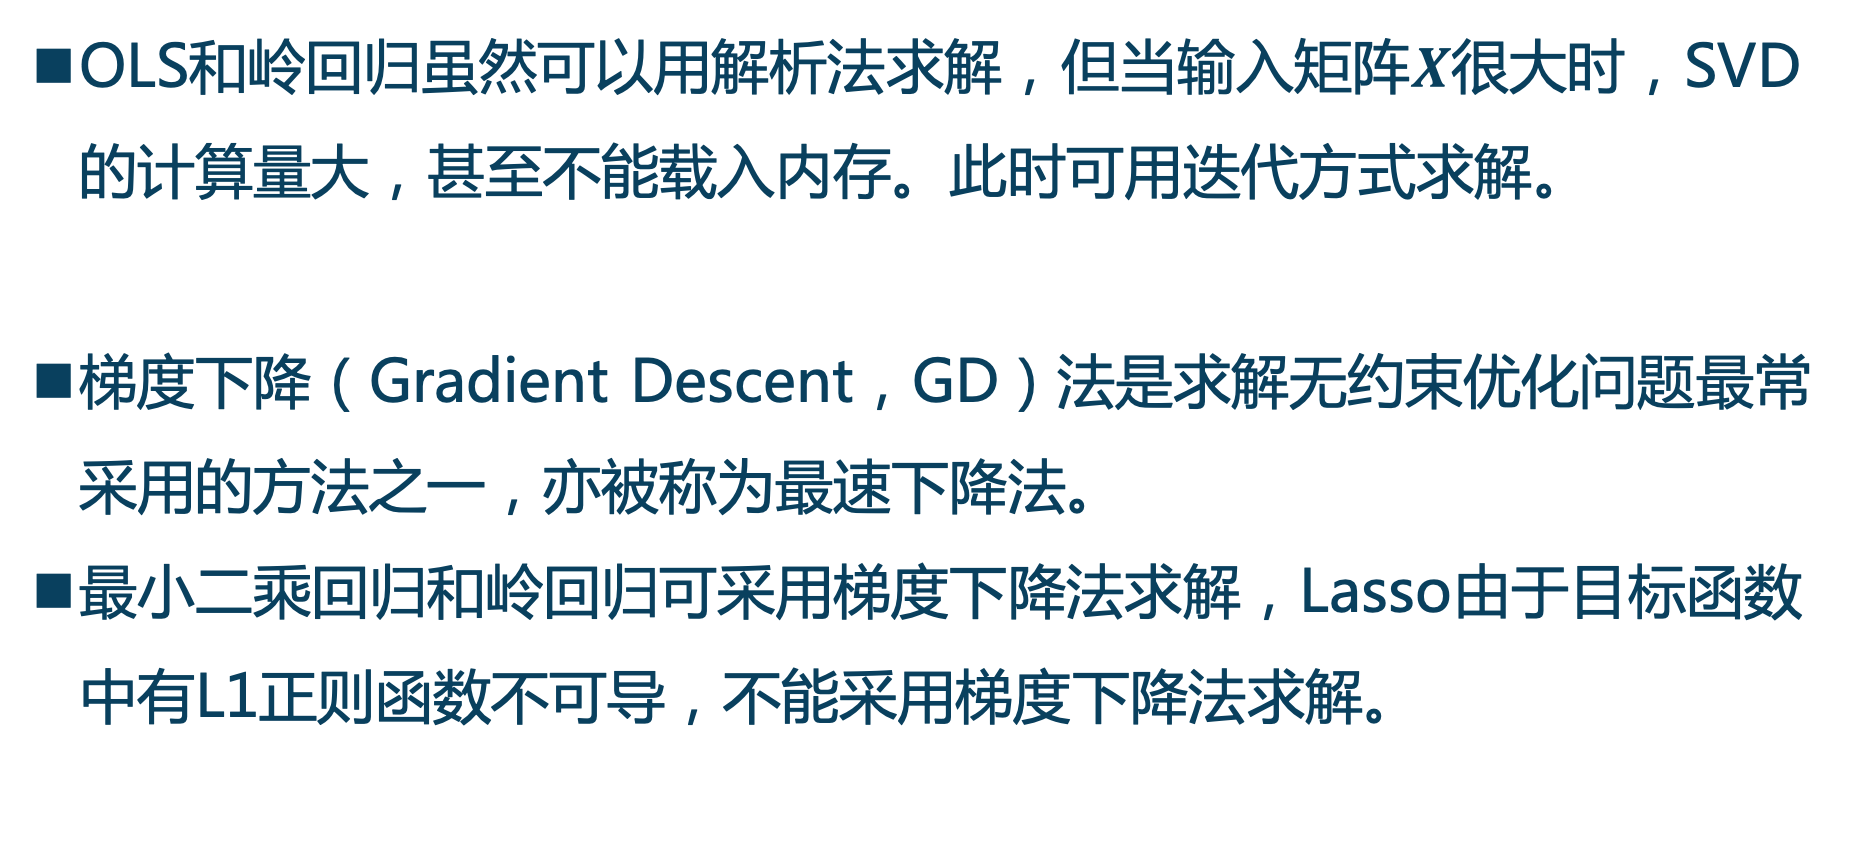 ■OLS和岭回归虽然可以用解析法求解，但当输入矩阵X很大时，SVD
的计算量大，甚至不能载入内存。此时可用迭代方式求解。
■梯度下降（Gradient Descent，GD）法是求解无约束优化问题最常
采用的方法之一，亦被称为最速下降法。
■最小二乘回归和岭回归可采用梯度下降法求解，Lasso由于目标函数
中有L1正则函数不可导，不能采用梯度下降法求解。